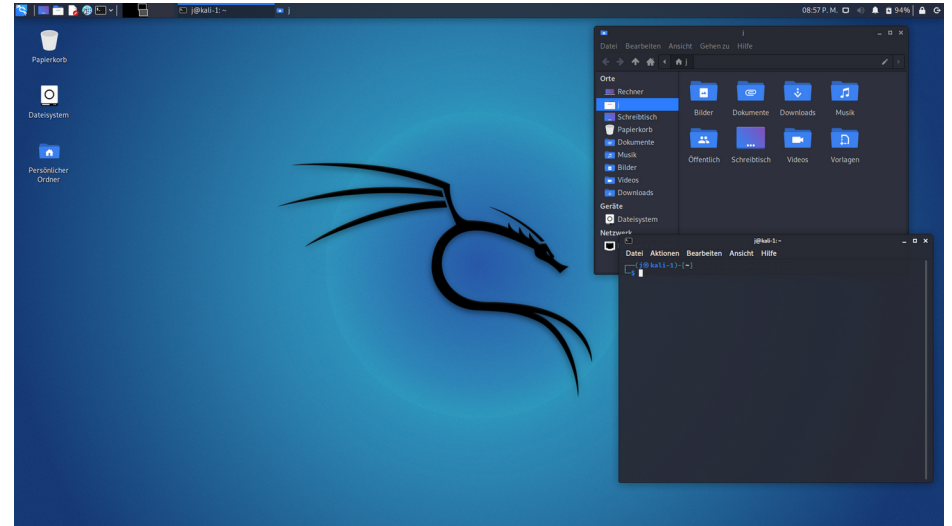 j@kali-1: ~
j
08:57 P. M.
94%
Papierkorb
Dateisystem
Persönlicher
Ordner
j
Datei Bearbeiten Ansicht Gehen zu Hilfe
j
Orte
Rechner
j
Schreibtisch
Papierkorb
Dokumente
Musik
Bilder
Videos
Downloads
Geräte
Dateisystem
Netzwerk
Bilder Dokumente Downloads Musik
Öffentlich Schreibtisch Videos Vorlagen
j@kali-1: ~
Datei Aktionen Bearbeiten Ansicht Hilfe
┌──(j㉿kali-1)-[~]
└─$